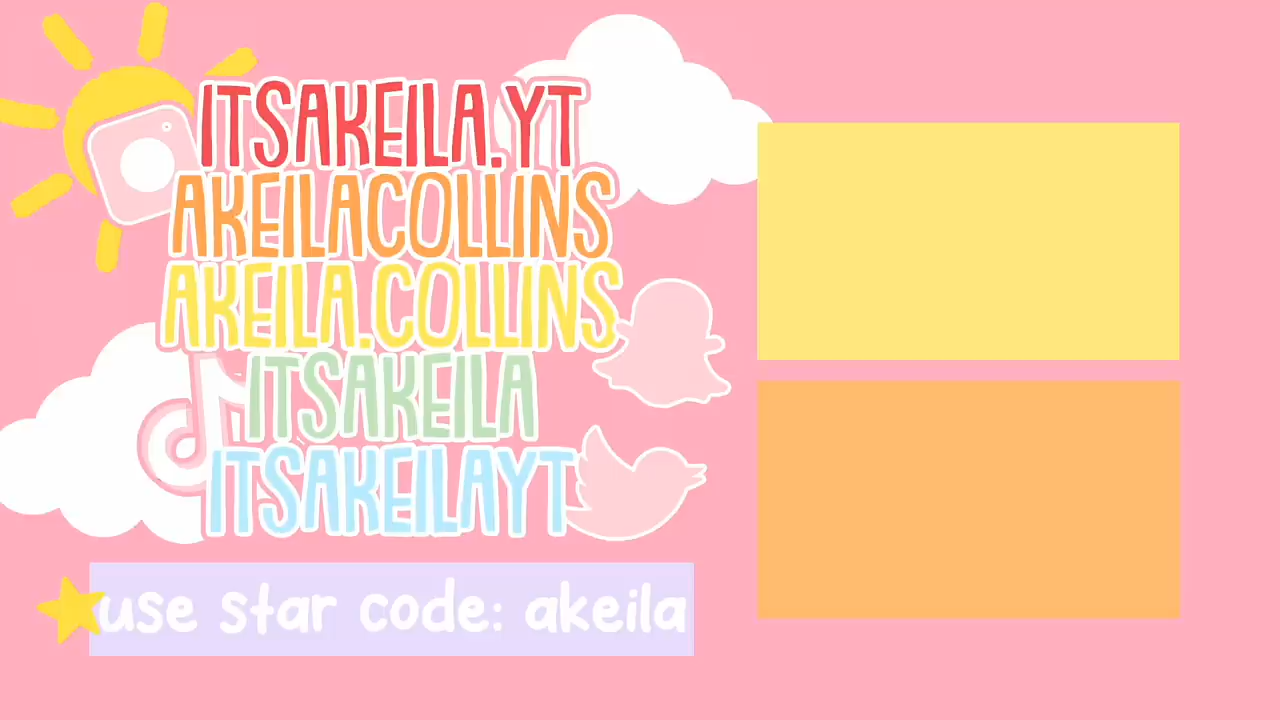 ITSAKEILA.YT
AKEILACOLLINS
AKEILA.COLLINS
ITSAKEILA
ITSAKEILAYT
use star code: akeila